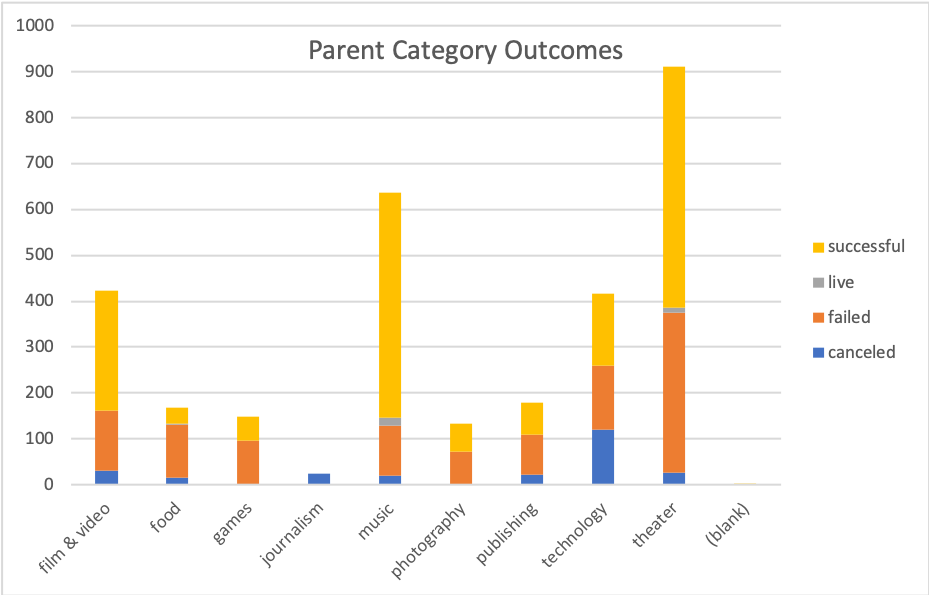 Parent Category Outcomes
1000
900
800
700
600
500
400
300
200
100
0
film & video
food
games
journalism
music
photography
publishing
technology
theater
(blank)
successful
live
failed
canceled